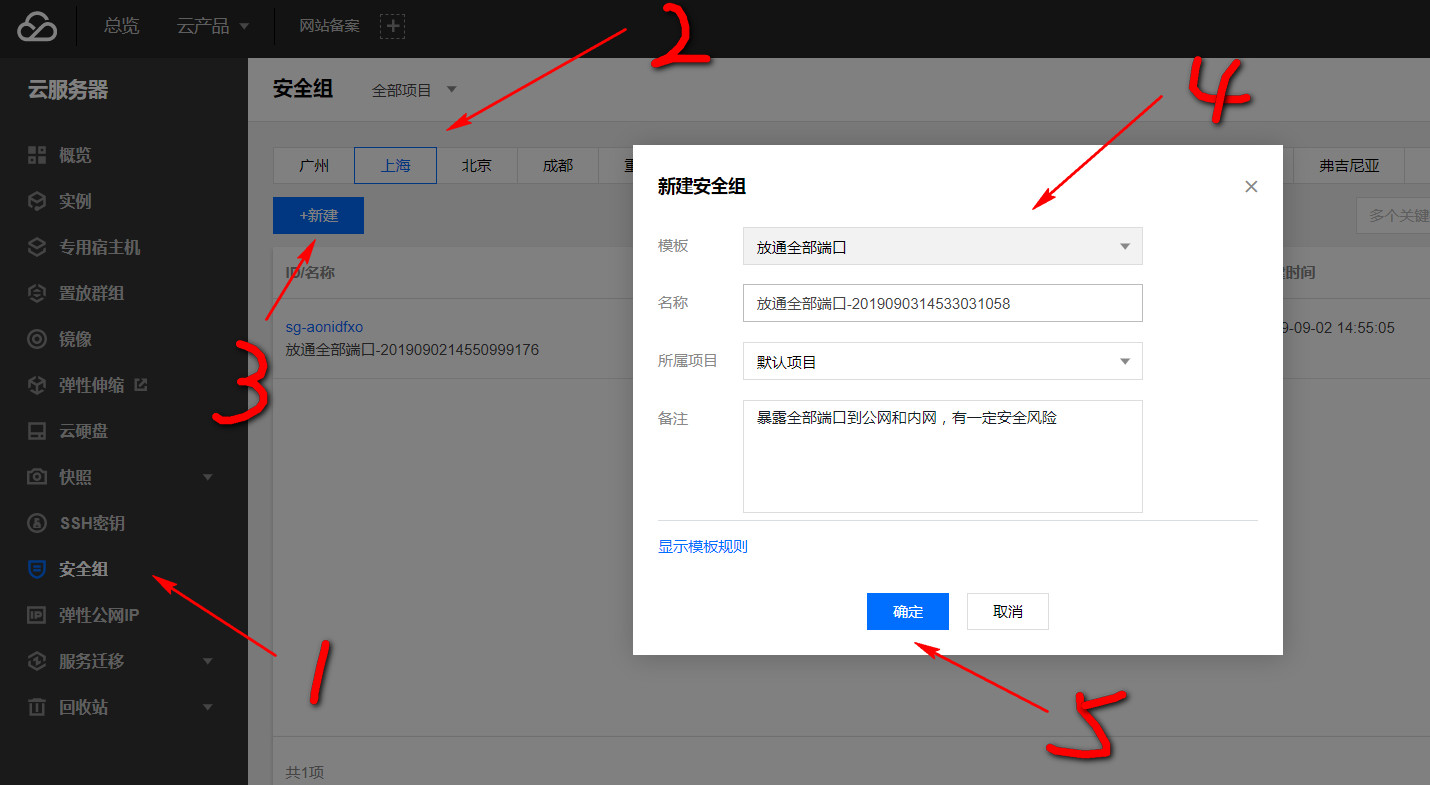 总览 云产品 网站备案
2
4
云服务器
安全组 全部项目
概览
实例
专用宿主机
置放群组
镜像
弹性伸缩
云硬盘
快照
SSH密钥
安全组
弹性公网IP
服务迁移
回收站
广州 上海 北京 成都
弗吉尼亚
+新建
多个关键
ID/名称
时间
sg-aonidfxo
放通全部端口-2019090214550999176
9-09-02 14:55:05
3
1
共1项
新建安全组
模板 放通全部端口
名称 放通全部端口-2019090314533031058
所属项目 默认项目
备注 暴露全部端口到公网和内网，有一定安全风险
显示模板规则
确定 取消
5